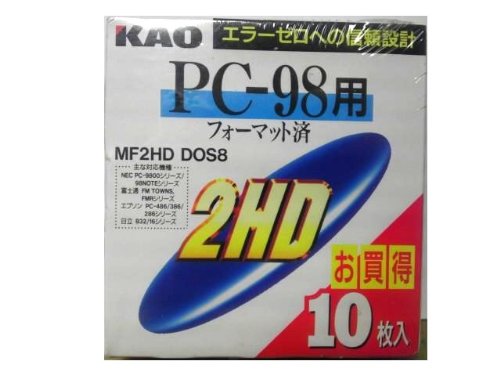 KAO エラーゼロへの信頼設計
PC-98用
フォーマット済
MF2HD DOS8
主な対応機種
NEC PC-9800シリーズ/
98NOTEシリーズ
富士通 FM TOWNS,
FMRシリーズ
エプソン PC-486/386/
286シリーズ
日立 B32/16シリーズ
2HD
お買得
10枚入